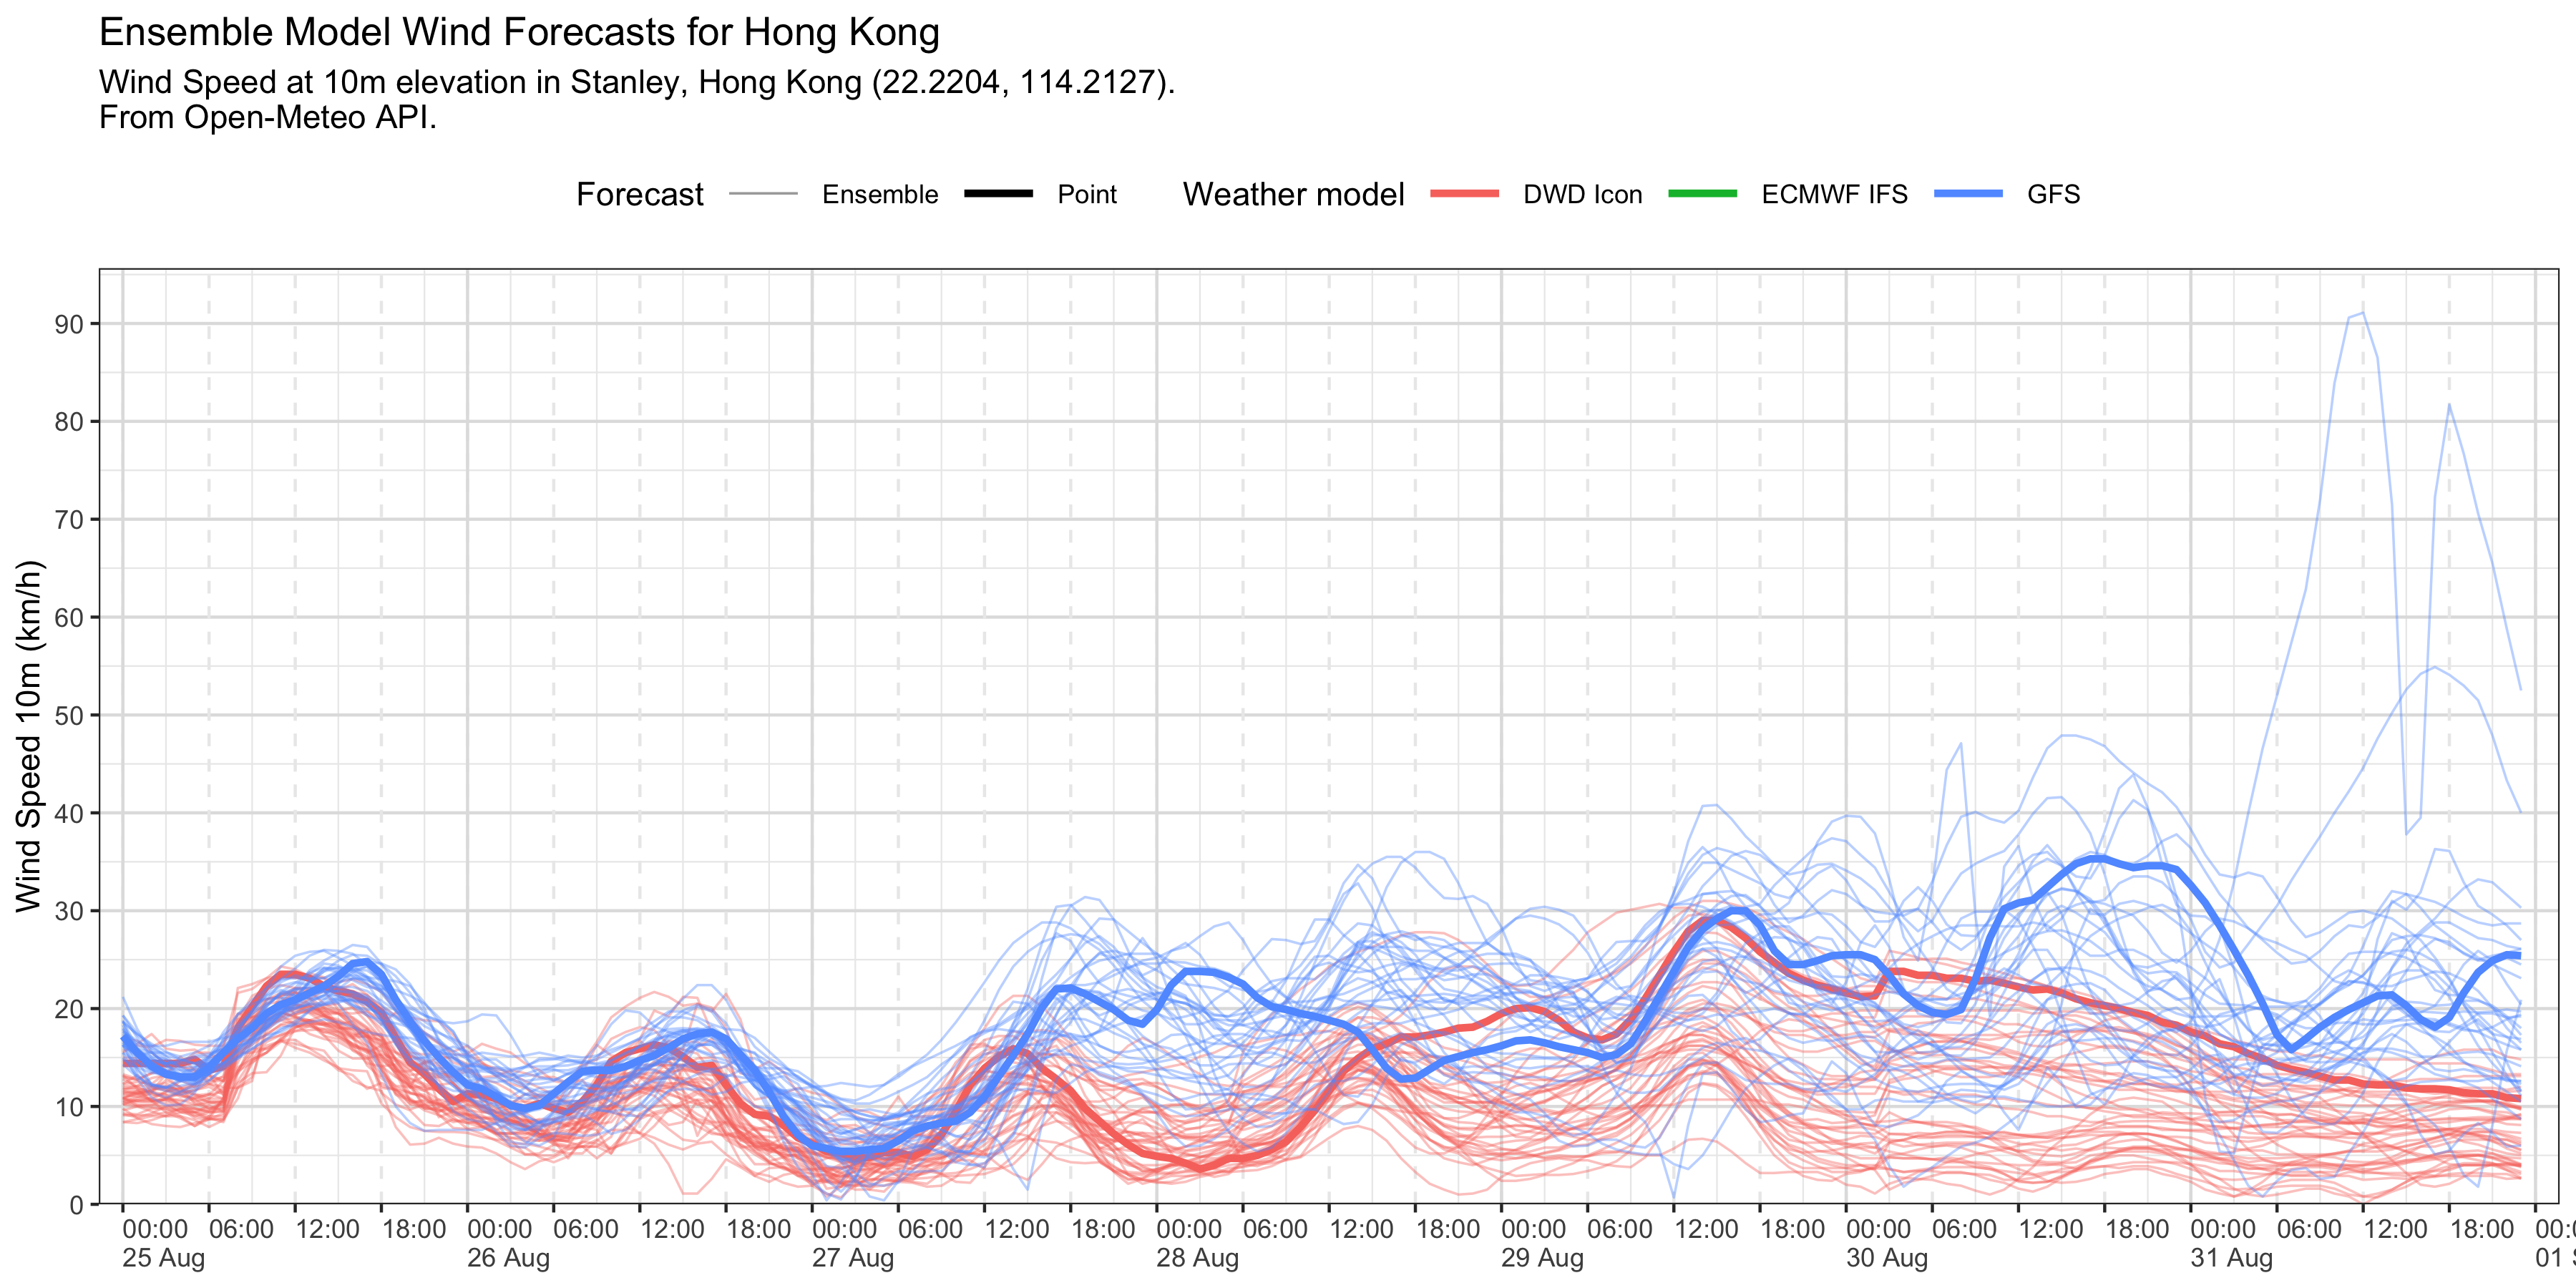 Ensemble Model Wind Forecasts for Hong Kong
Wind Speed at 10m elevation in Stanley, Hong Kong (22.2204, 114.2127).
From Open-Meteo API.
Forecast Ensemble Point Weather model DWD Icon ECMWF IFS GFS
Wind Speed 10m (km/h)
90
80
70
60
50
40
30
20
10
0
00:00 06:00 12:00 18:00 00:00 06:00 12:00 18:00 00:00 06:00 12:00 18:00 00:00 06:00 12:00 18:00 00:00 06:00 12:00 18:00 00:00 06:00 12:00 18:00 00:00 06:00 12:00 18:00
25 Aug 26 Aug 27 Aug 28 Aug 29 Aug 30 Aug 31 Aug 01